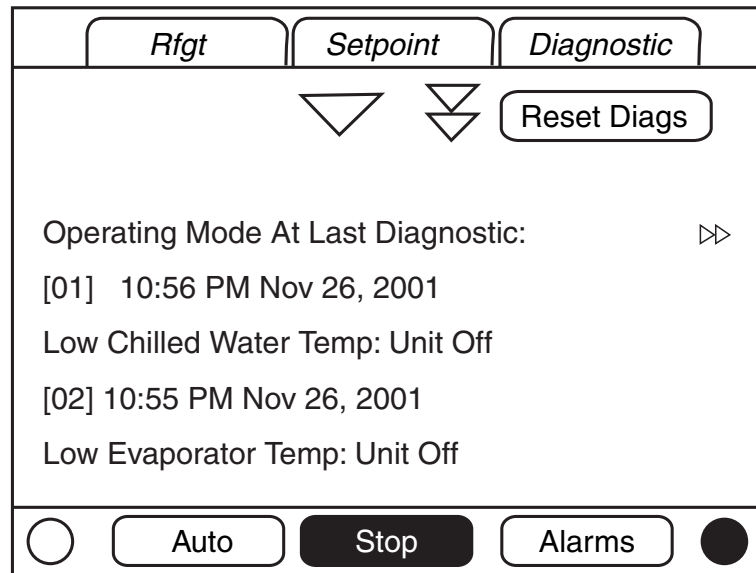 Rfgt Setpoint Diagnostic
Reset Diags
Operating Mode At Last Diagnostic:
[01] 10:56 PM Nov 26, 2001
Low Chilled Water Temp: Unit Off
[02] 10:55 PM Nov 26, 2001
Low Evaporator Temp: Unit Off
Auto Stop Alarms